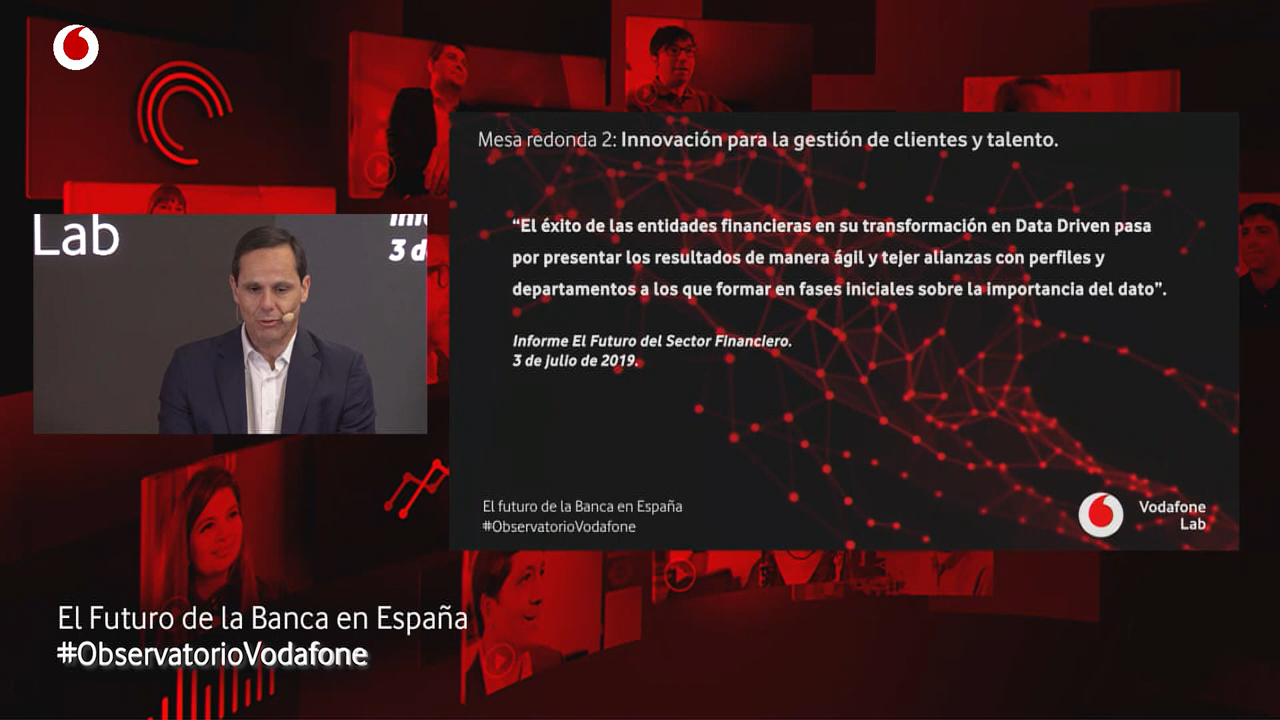 Mesa redonda 2: Innovación para la gestión de clientes y talento.
“El éxito de las entidades financieras en su transformación en Data Driven pasa
por presentar los resultados de manera ágil y tejer alianzas con perfiles y
departamentos a los que formar en fases iniciales sobre la importancia del dato”.
Informe El Futuro del Sector Financiero.
3 de julio de 2019.
El futuro de la Banca en España
#ObservatorioVodafone
Vodafone
Lab
Lab
3 d
El Futuro de la Banca en España
#ObservatorioVodafone